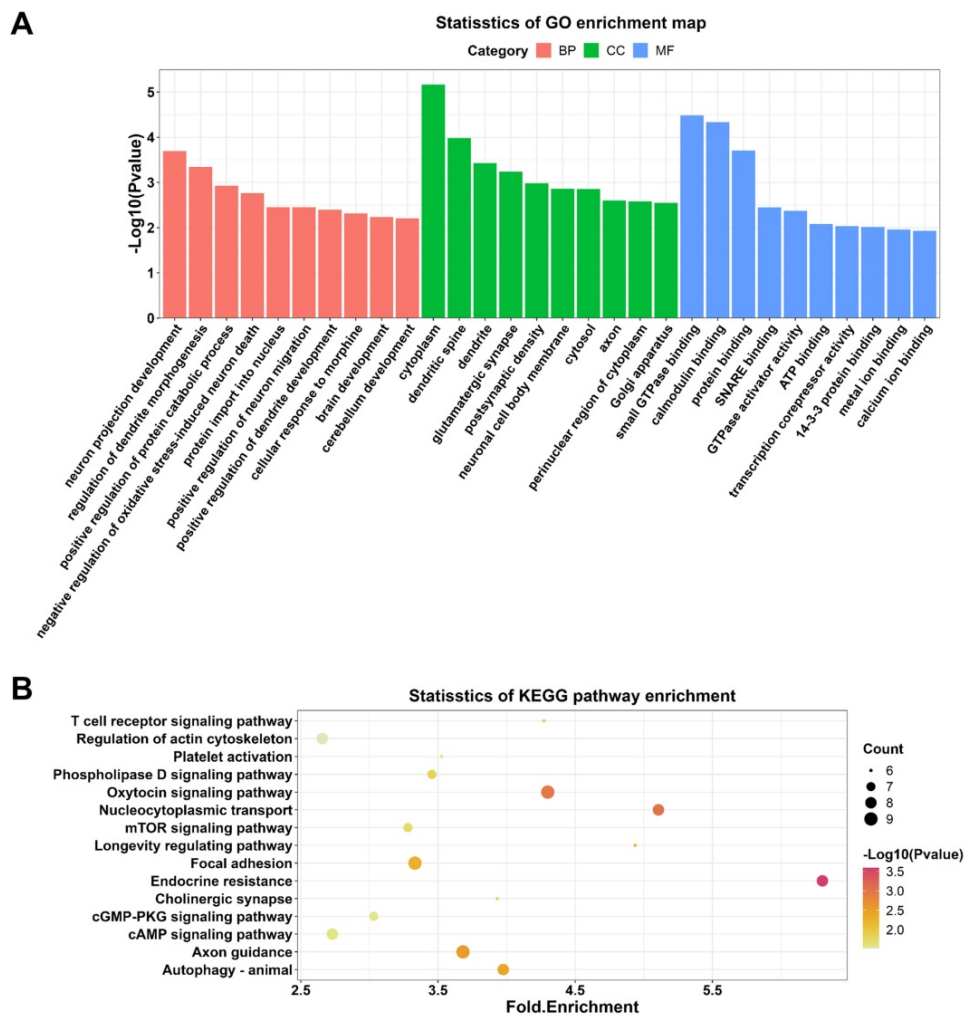 A
Statisstics of GO enrichment map
Category BP CC MF
-Log10(Pvalue)
5
4
3
2
1
0
neuron projection development
regulation of dendrite morphogenesis
positive regulation of protein catabolic process
negative regulation of oxidative stress-induced neuron death
protein import into nucleus
positive regulation of neuron migration
positive regulation of dendrite development
cellular response to morphine
brain development
cerebellum development
cytoplasm
dendritic spine
dendrite
glutamatergic synapse
postsynaptic density
neuronal cell body membrane
cytosol
axon
perinuclear region of cytoplasm
Golgi apparatus
small GTPase binding
calmodulin binding
protein binding
SNARE binding
GTPase activator activity
ATP binding
transcription corepressor activity
14-3-3 protein binding
metal ion binding
calcium ion binding
B
Statisstics of KEGG pathway enrichment
T cell receptor signaling pathway
Regulation of actin cytoskeleton
Platelet activation
Phospholipase D signaling pathway
Oxytocin signaling pathway
Nucleocytoplasmic transport
mTOR signaling pathway
Longevity regulating pathway
Focal adhesion
Endocrine resistance
Cholinergic synapse
cGMP-PKG signaling pathway
cAMP signaling pathway
Axon guidance
Autophagy - animal
2.5 3.5 4.5 5.5
Fold.Enrichment
Count
6
7
8
9
-Log10(Pvalue)
3.5
3.0
2.5
2.0